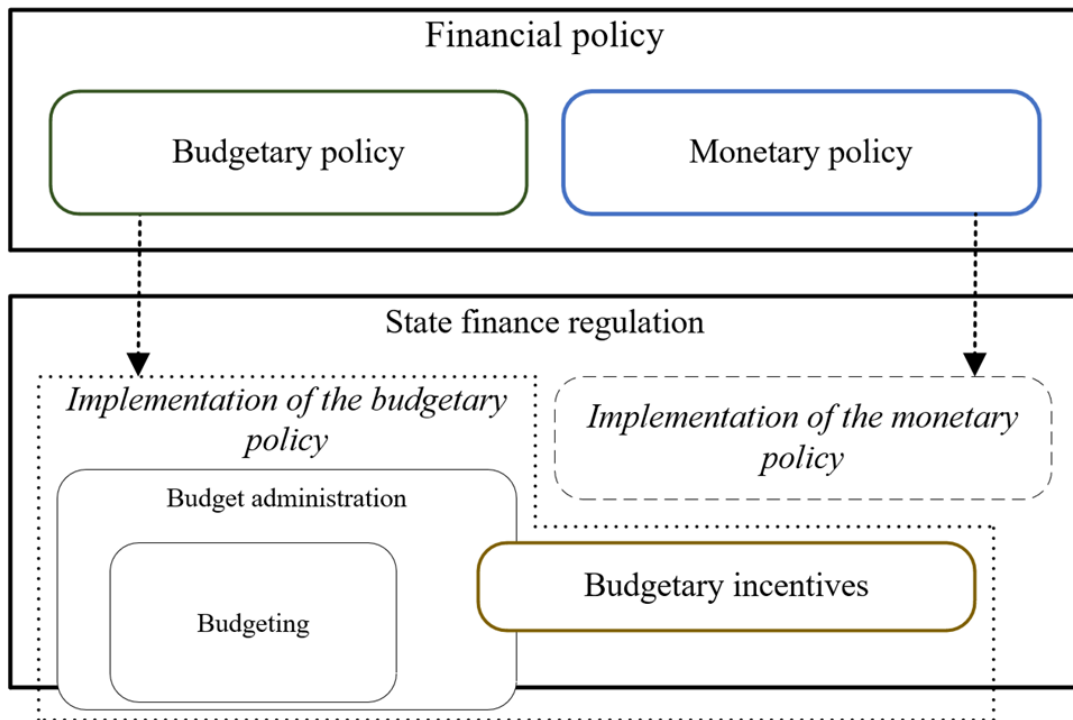 Financial policy
Budgetary policy
Monetary policy
State finance regulation
Implementation of the budgetary
policy
Implementation of the monetary
policy
Budget administration
Budgeting
Budgetary incentives